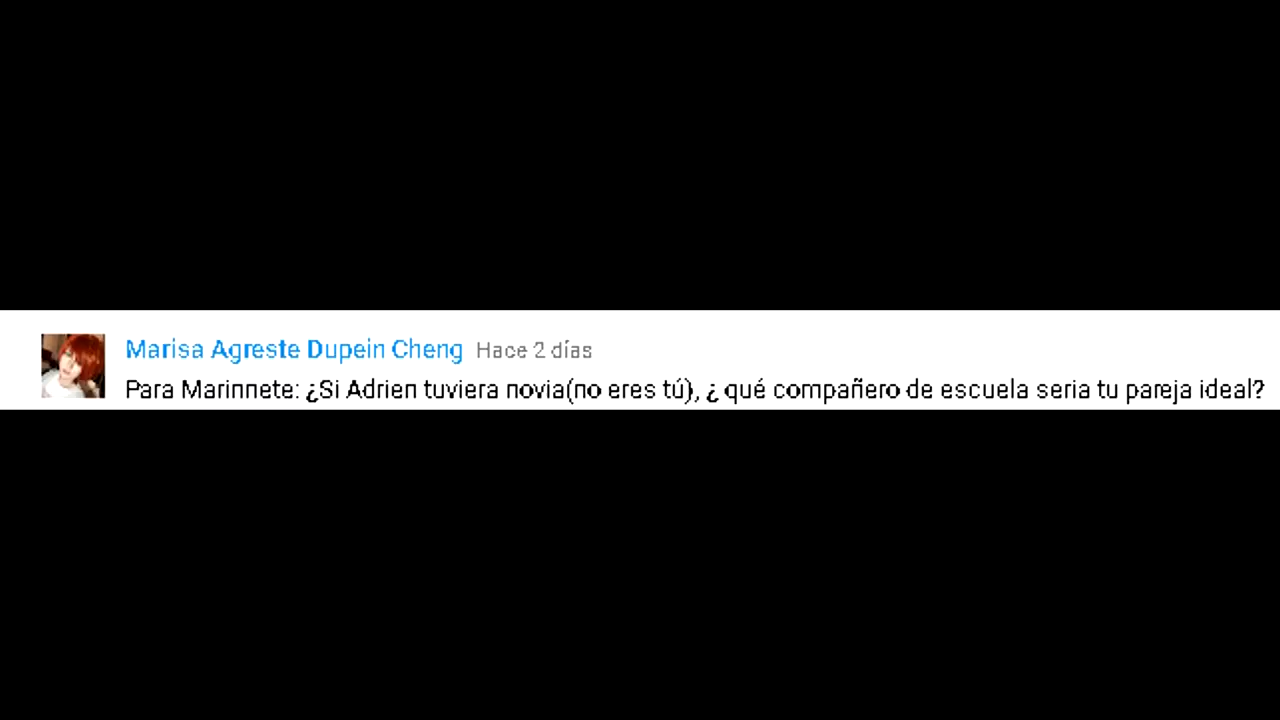 Marisa Agreste Dupein Cheng Hace 2 días
Para Marinnete: ¿Si Adrien tuviera novia(no eres tú), ¿ qué compañero de escuela seria tu pareja ideal?